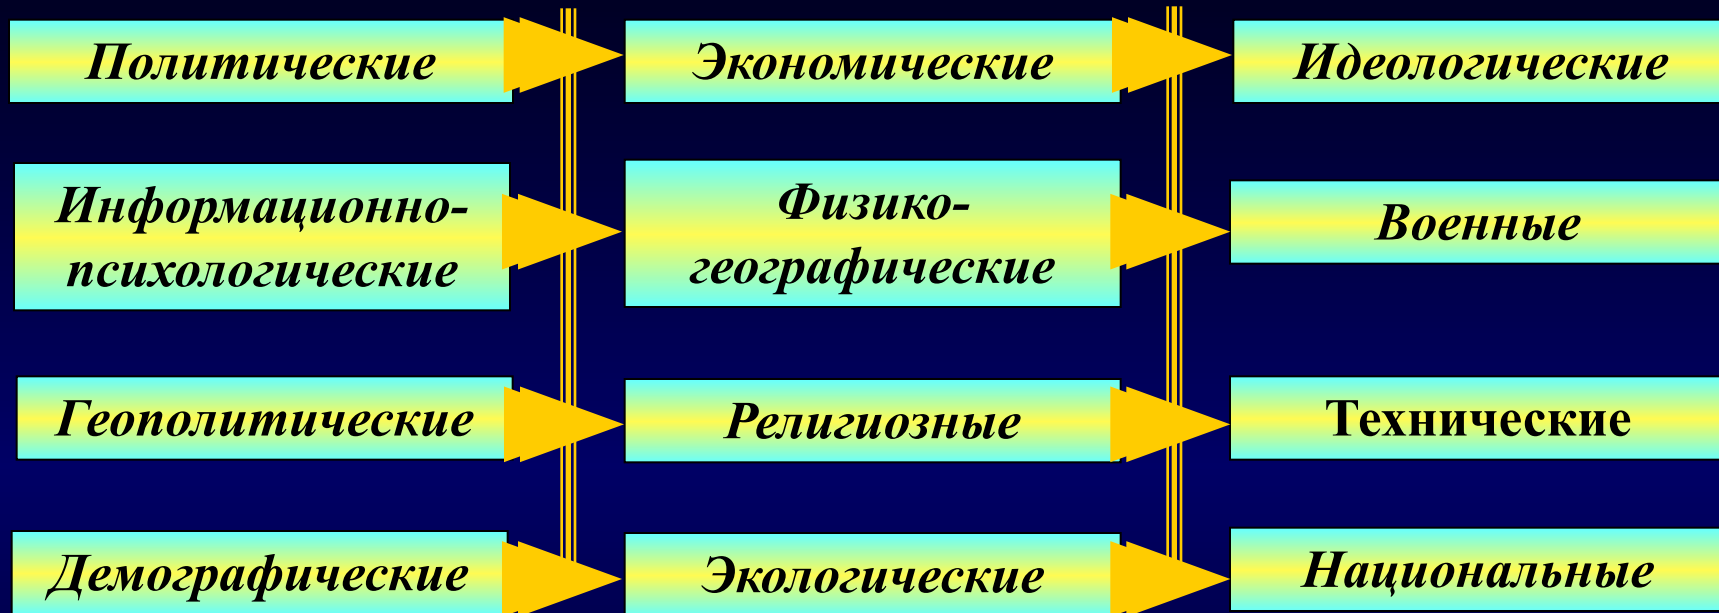 Политические
Экономические
Идеологические
Информационно-
психологические
Физико-
географические
Военные
Геополитические
Религиозные
Технические
Демографические
Экологические
Национальные